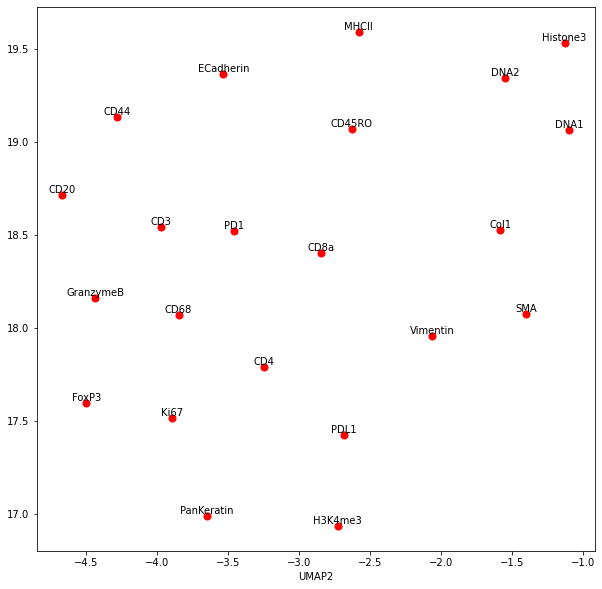 MHCII
Histone3
19.5
ECadherin
DNA2
CD44
CD45RO
DNA1
19.0
CD20
CD3
PD1
Col1
18.5
CD8a
GranzymeB
CD68
SMA
18.0
Vimentin
CD4
FoxP3
Ki67
17.5
PDL1
PanKeratin
H3K4me3
17.0
−4.5 −4.0 −3.5 −3.0 −2.5 −2.0 −1.5 −1.0
UMAP2